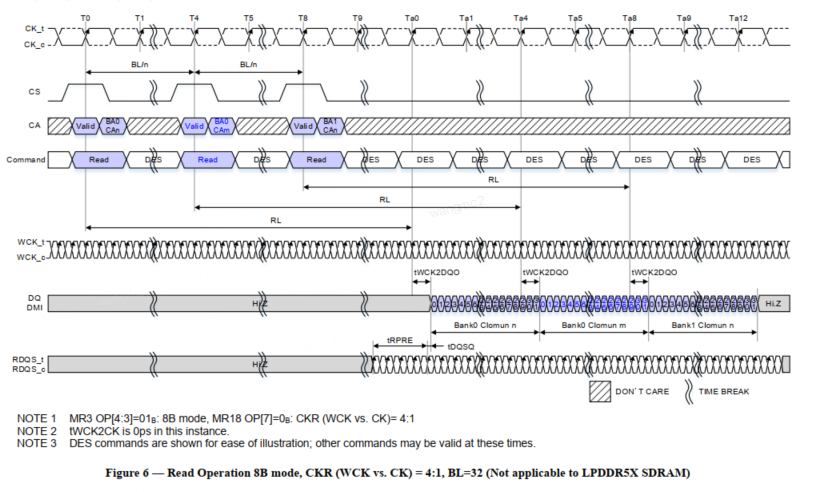 T0 T1 T4 T5 T8 T9 Ta0 Ta1 Ta4 Ta5 Ta8 Ta9 Ta12
CK_t
CK_c
BL/n BL/n
CS
CA Valid BA0 CAn Valid BA0 CAm Valid BA1 CAn
Command Read DES Read DES Read DES DES DES DES DES DES DES DES
RL
RL
RL
WCK_t
WCK_c
tWCK2DQO tWCK2DQO tWCK2DQO
DQ
DMI
Hi.Z
Hi.Z
Bank0 Clomun n Bank0 Clomun m Bank1 Clomun n
tRPRE tDQSQ
RDQS_t
RDQS_c
Hi.Z
DON'T CARE TIME BREAK
NOTE 1 MR3 OP[4:3]=01B: 8B mode, MR18 OP[7]=0B: CKR (WCK vs. CK)= 4:1
NOTE 2 tWCK2CK is 0ps in this instance.
NOTE 3 DES commands are shown for ease of illustration; other commands may be valid at these times.
Figure 6 — Read Operation 8B mode, CKR (WCK vs. CK) = 4:1, BL=32 (Not applicable to LPDDR5X SDRAM)